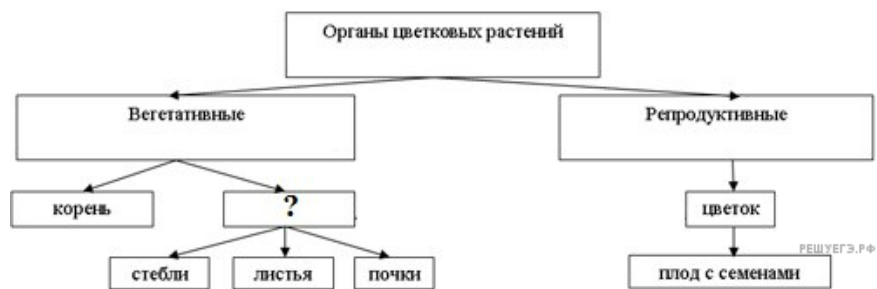 Органы цветковых растений
Вегетативные
Репродуктивные
корень
?
цветок
стебли
листья
почки
плод с семенами
РЕШУЕГЭ.РФ